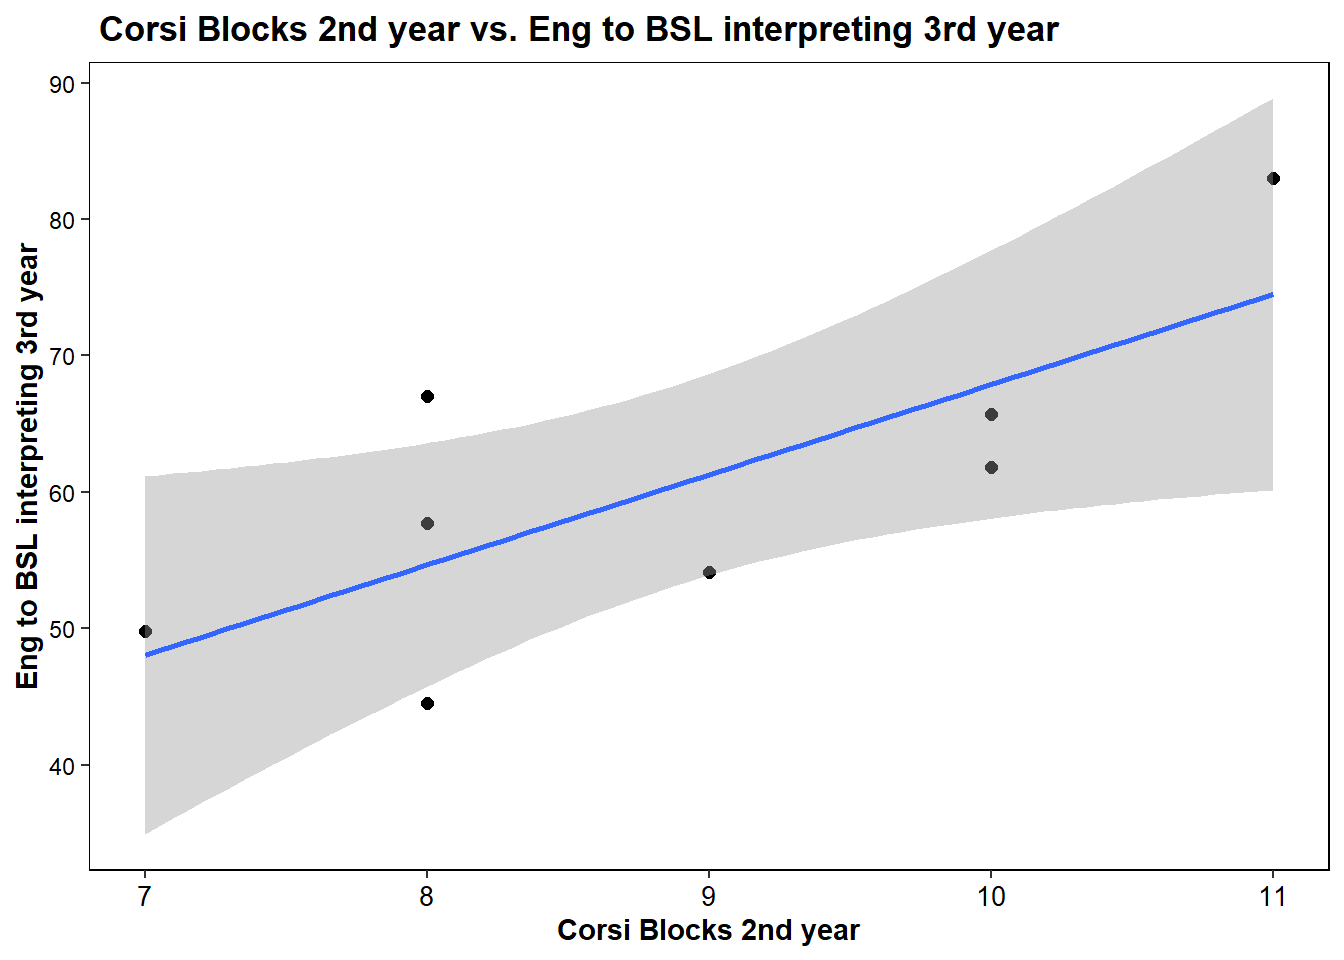 Corsi Blocks 2nd year vs. Eng to BSL interpreting 3rd year
Eng to BSL interpreting 3rd year
90
80
70
60
50
40
7 8 9 10 11
Corsi Blocks 2nd year